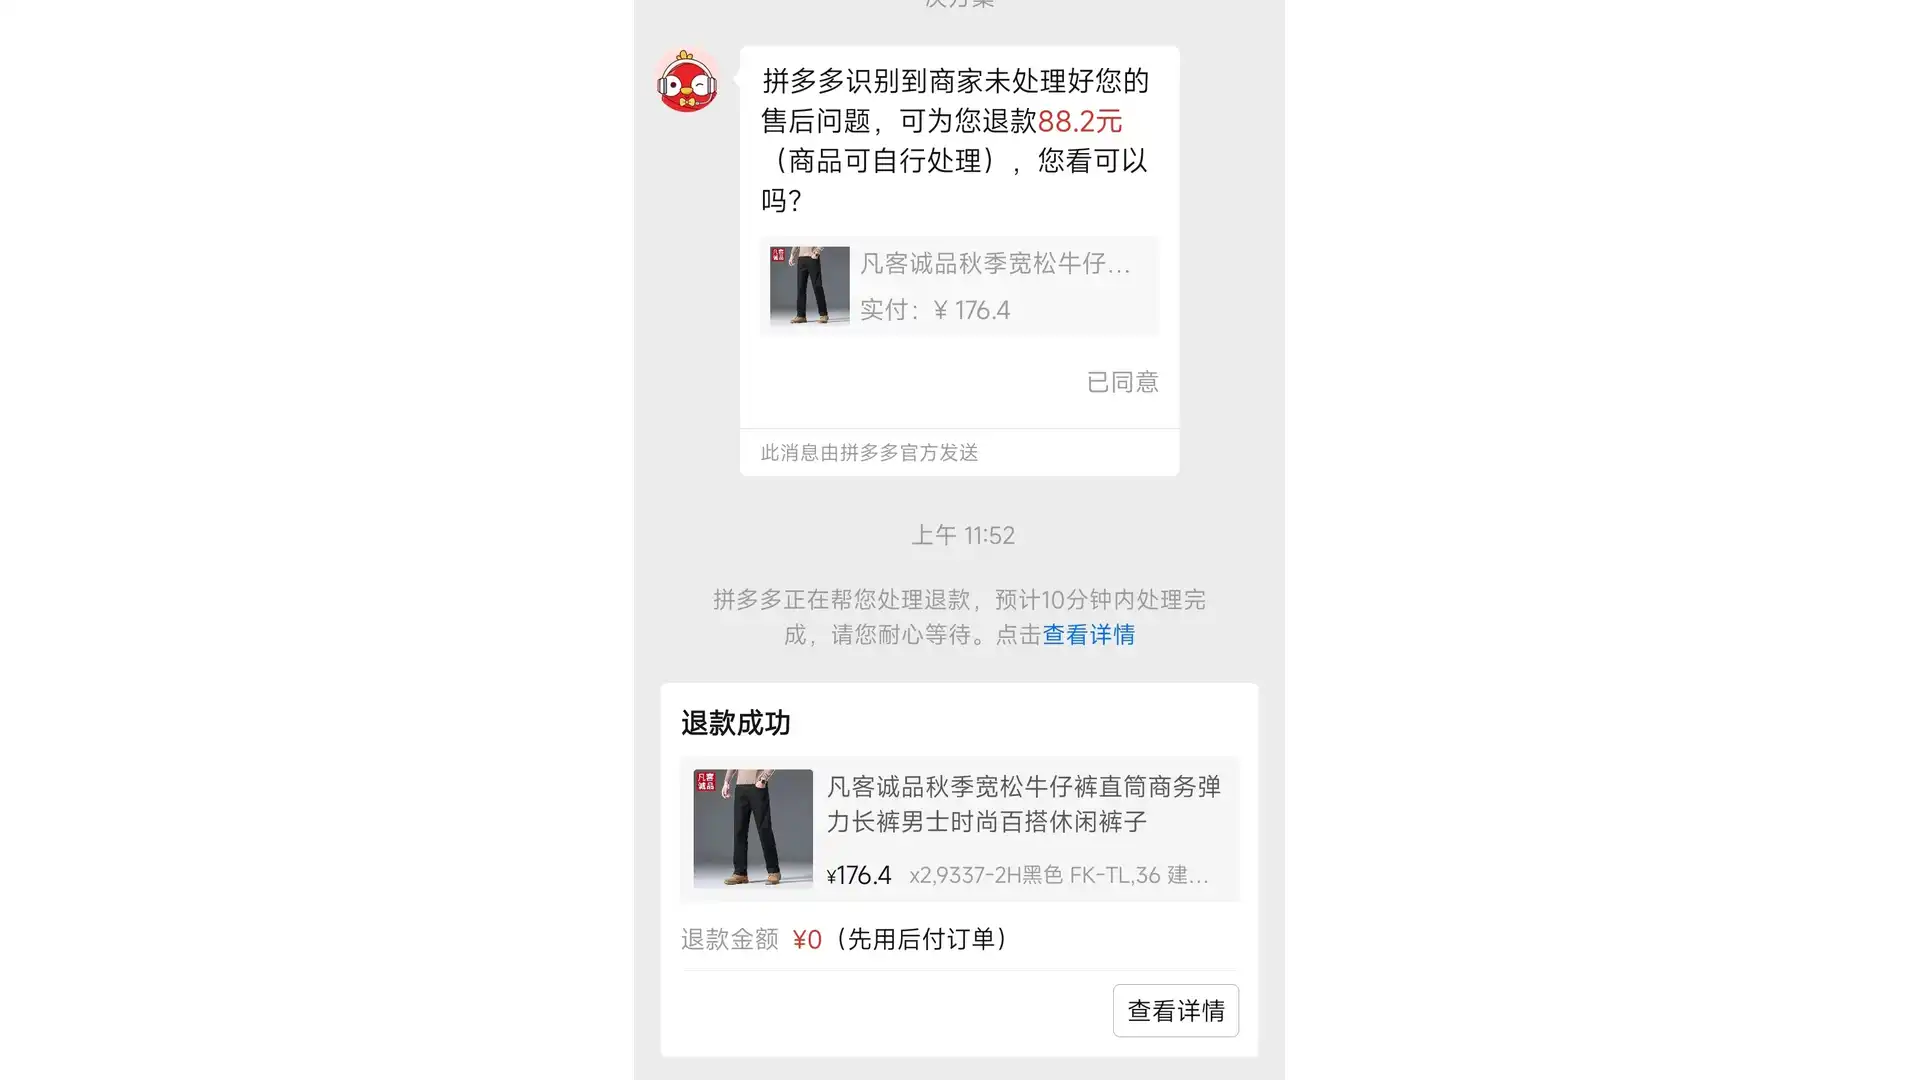 拼多多识别到商家未处理好您的
售后问题，可为您退款88.2元
（商品可自行处理），您看可以
吗？
凡客诚品
凡客诚品秋季宽松牛仔...
实付：￥176.4
已同意
此消息由拼多多官方发送
上午 11:52
拼多多正在帮您处理退款，预计10分钟内处理完
成，请您耐心等待。点击查看详情
退款成功
凡客诚品
凡客诚品秋季宽松牛仔裤直筒商务弹
力长裤男士时尚百搭休闲裤子
¥176.4 x2,9337-2H黑色 FK-TL,36 建...
退款金额 ¥0（先用后付订单）
查看详情